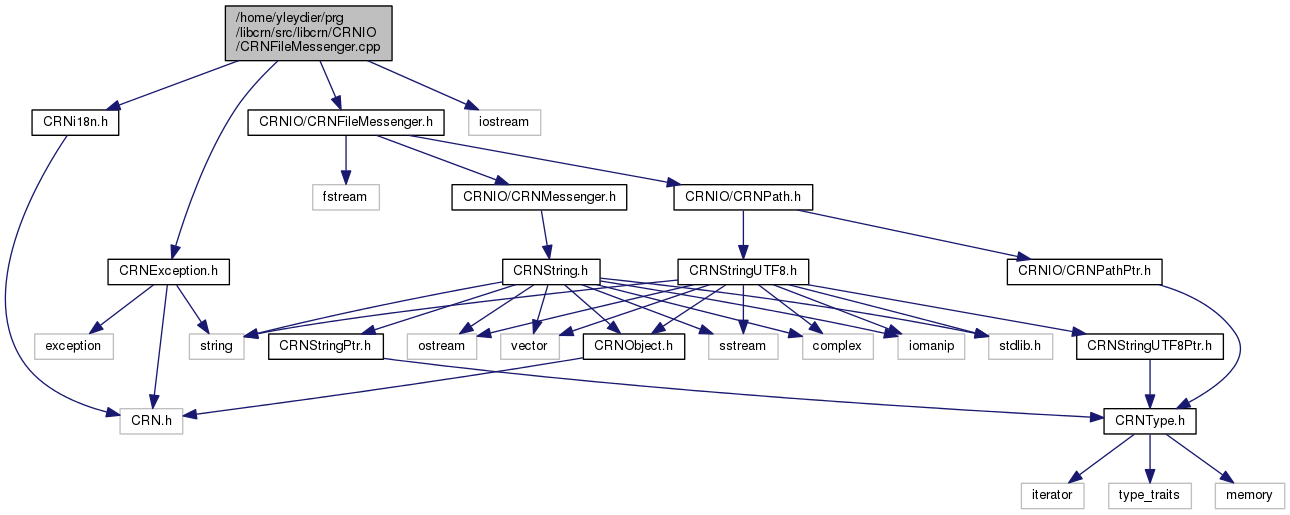 /home/yleydier/prg
/libcrn/src/libcrn/CRNIO
/CRNFileMessenger.cpp
CRNi18n.h
CRNIO/CRNFileMessenger.h
iostream
fstream
CRNIO/CRNMessenger.h
CRNIO/CRNPath.h
CRNException.h
CRNString.h
CRNStringUTF8.h
CRNIO/CRNPathPtr.h
exception
string
CRNStringPtr.h
ostream
vector
CRNObject.h
sstream
complex
iomanip
stdlib.h
CRNStringUTF8Ptr.h
CRN.h
CRNType.h
iterator
type_traits
memory